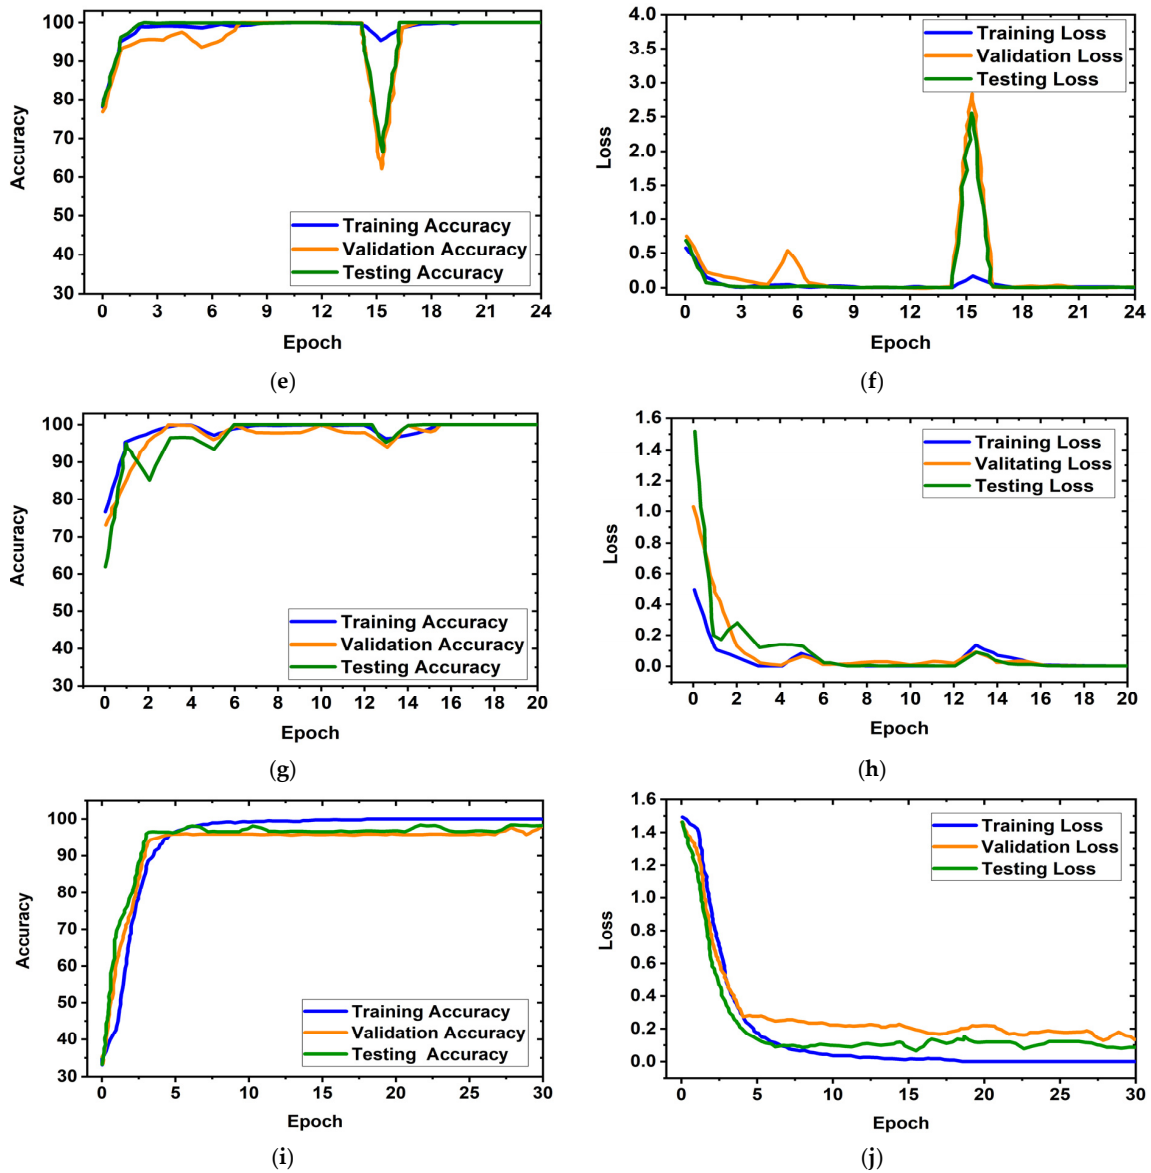 100
90
80
70
60
50
40
30
Accuracy
Training Accuracy
Validation Accuracy
Testing Accuracy
0 3 6 9 12 15 18 21 24
Epoch
(e)
4.0
3.5
3.0
2.5
2.0
1.5
1.0
0.5
0.0
Loss
Training Loss
Validation Loss
Testing Loss
0 3 6 9 12 15 18 21 24
Epoch
(f)
100
90
80
70
60
50
40
30
Accuracy
Training Accuracy
Validation Accuracy
Testing Accuracy
0 2 4 6 8 10 12 14 16 18 20
Epoch
(g)
1.6
1.4
1.2
1.0
0.8
0.6
0.4
0.2
0.0
Loss
Training Loss
Valitating Loss
Testing Loss
0 2 4 6 8 10 12 14 16 18 20
Epoch
(h)
100
90
80
70
60
50
40
30
Accuracy
Training Accuracy
Validation Accuracy
Testing Accuracy
0 5 10 15 20 25 30
Epoch
(i)
1.6
1.4
1.2
1.0
0.8
0.6
0.4
0.2
0.0
Loss
Training Loss
Validation Loss
Testing Loss
0 5 10 15 20 25 30
Epoch
(j)